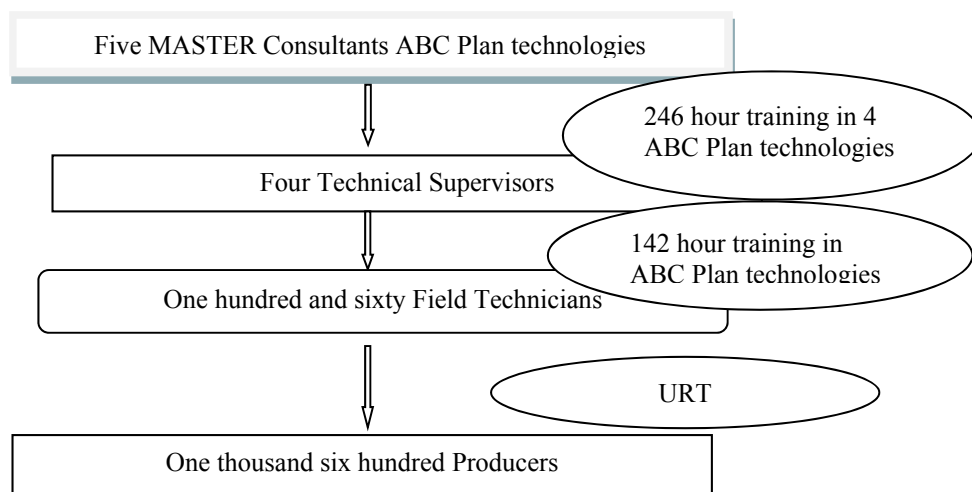 Five MASTER Consultants ABC Plan technologies
246 hour training in 4
ABC Plan technologies
Four Technical Supervisors
142 hour training in
ABC Plan technologies
One hundred and sixty Field Technicians
URT
One thousand six hundred Producers